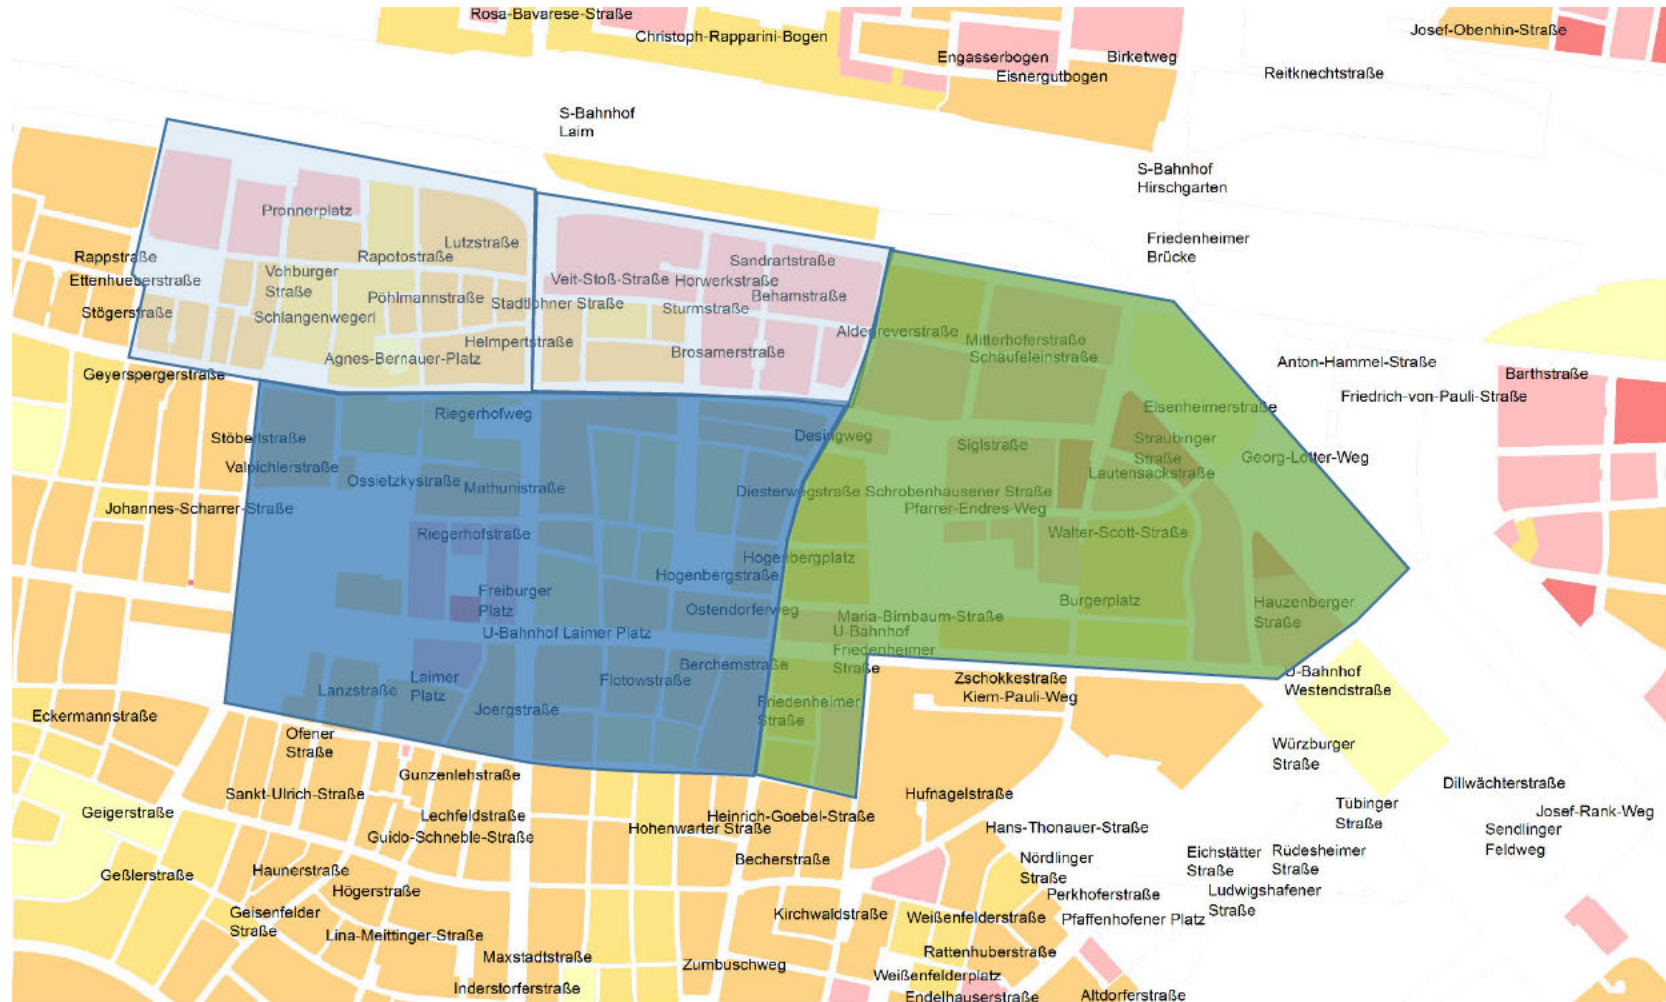 Rosa-Bavarese-Straße
Christoph-Rapparini-Bogen
Engasserbogen
Birketweg
Eisnergutbogen
Josef-Obenhin-Straße
Reitknechtstraße
S-Bahnhof
Laim
S-Bahnhof
Hirschgarten
Friedenheimer
Brücke
Pronnerplatz
Lutzstraße
Rapotostraße
Rappstraße
Ettenhueberstraße
Vohburger
Straße
Stögerstraße
Pöhlmannstraße
Schlangenwegerl
Stadtlohner Straße
Helmpertstraße
Agnes-Bernauer-Platz
Geyerspergerstraße
Sandrartstraße
Veit-Stoß-Straße
Horwerkstraße
Behamstraße
Sturmstraße
Brosamerstraße
Aldegreverstraße
Mitterhoferstraße
Schäufeleinstraße
Anton-Hammel-Straße
Barthstraße
Friedrich-von-Pauli-Straße
Eisenheimerstraße
Riegerhofweg
Desingweg
Siglstraße
Straubinger
Straße
Georg-Lotter-Weg
Lautensackstraße
Stöberlstraße
Valpichlerstraße
Ossietzkystraße
Mathunistraße
Diesterwegstraße
Schrobenhausener Straße
Pfarrer-Endres-Weg
Johannes-Scharrer-Straße
Riegerhofstraße
Walter-Scott-Straße
Hogenbergplatz
Hogenbergstraße
Freiburger
Platz
Ostendorferweg
Burgerplatz
Hauzenberger
Straße
Maria-Birnbaum-Straße
U-Bahnhof Laimer Platz
U-Bahnhof
Friedenheimer
Straße
Berchemstraße
Flotowstraße
Laimer
Platz
Lanzstraße
Joergstraße
Friedenheimer
Straße
Zschokkestraße
Kiem-Pauli-Weg
U-Bahnhof
Westendstraße
Eckermannstraße
Ofener
Straße
Gunzenlehstraße
Würzburger
Straße
Sankt-Ulrich-Straße
Geigerstraße
Lechfeldstraße
Guido-Schneble-Straße
Hohenwarter Straße
Heinrich-Goebel-Straße
Hufnagelstraße
Hans-Thonauer-Straße
Dillwächterstraße
Tübinger
Straße
Josef-Rank-Weg
Sendlinger
Feldweg
Becherstraße
Nördlinger
Straße
Eichstätter
Straße
Rüdesheimer
Straße
Geßlerstraße
Haunerstraße
Högerstraße
Perkhoferstraße
Ludwigshafener
Straße
Geisenfelder
Straße
Lina-Meittinger-Straße
Kirchwaldstraße
Weißenfelderstraße
Pfaffenhofener Platz
Maxstadtstraße
Zumbuschweg
Rattenhuberstraße
Weißenfelderplatz
Inderstorferstraße
Endelhauserstraße
Altdorferstraße